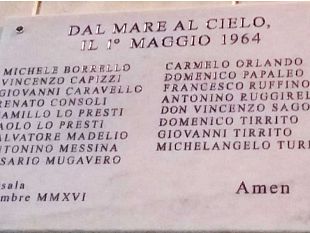 DAL MARE AL CIELO,
IL 1° MAGGIO 1964
MICHELE BORRELLO
VINCENZO CAPIZZI
GIOVANNI CARAVELLO
RENATO CONSOLI
CAMILLO LO PRESTI
PAOLO LO PRESTI
SALVATORE MADELIO
ANTONINO MESSINA
ROSARIO MUGAVERO
CARMELO ORLANDO
DOMENICO PAPALEO
FRANCESCO RUFFINO
ANTONINO RUGGIREL
DON VINCENZO SAGO
DOMENICO TIRRITO
GIOVANNI TIRRITO
MICHELANGELO TURR
sala
embre MMXVI
Amen